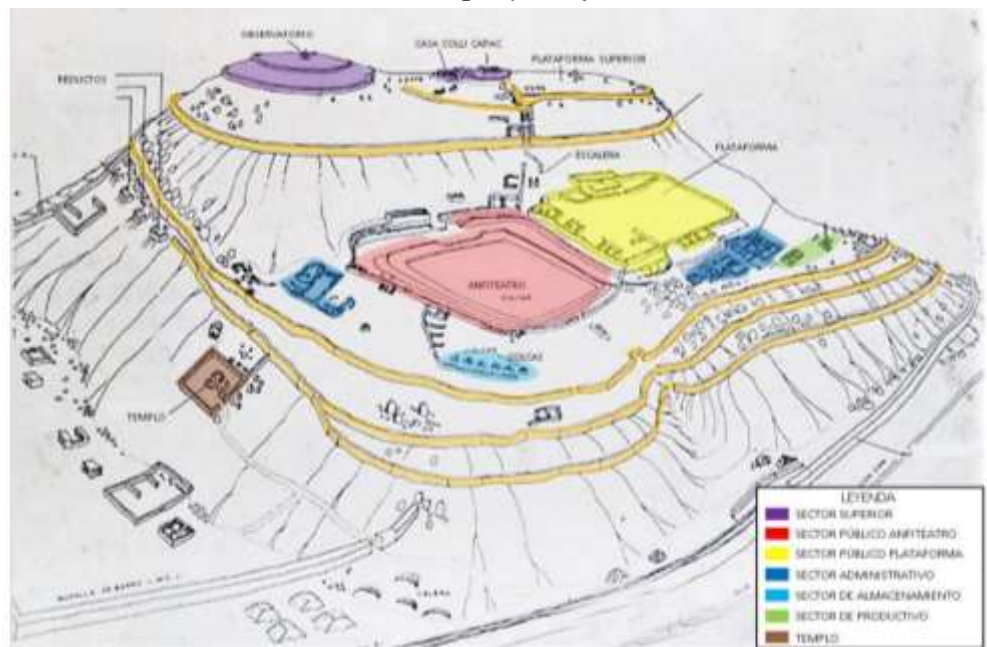 OBSERVATORIO
CASA COLLI CAPAC
PLATAFORMA SUPERIOR
REDUCTOS
ESCALERA
PLATAFORMA
ANFITEATRO
COLCAS
TEMPLO
LEYENDA
SECTOR SUPERIOR
SECTOR PÚBLICO ANFITEATRO
SECTOR PÚBLICO PLATAFORMA
SECTOR ADMINISTRATIVO
SECTOR DE ALMACENAMIENTO
SECTOR DE PRODUCTIVO
TEMPLO